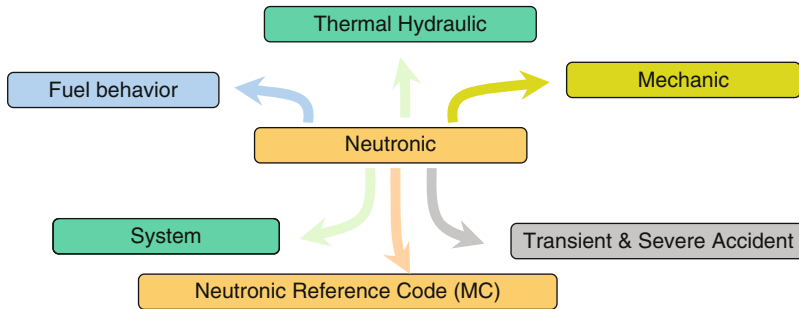 Thermal Hydraulic
Fuel behavior
Mechanic
Neutronic
System
Transient & Severe Accident
Neutronic Reference Code (MC)